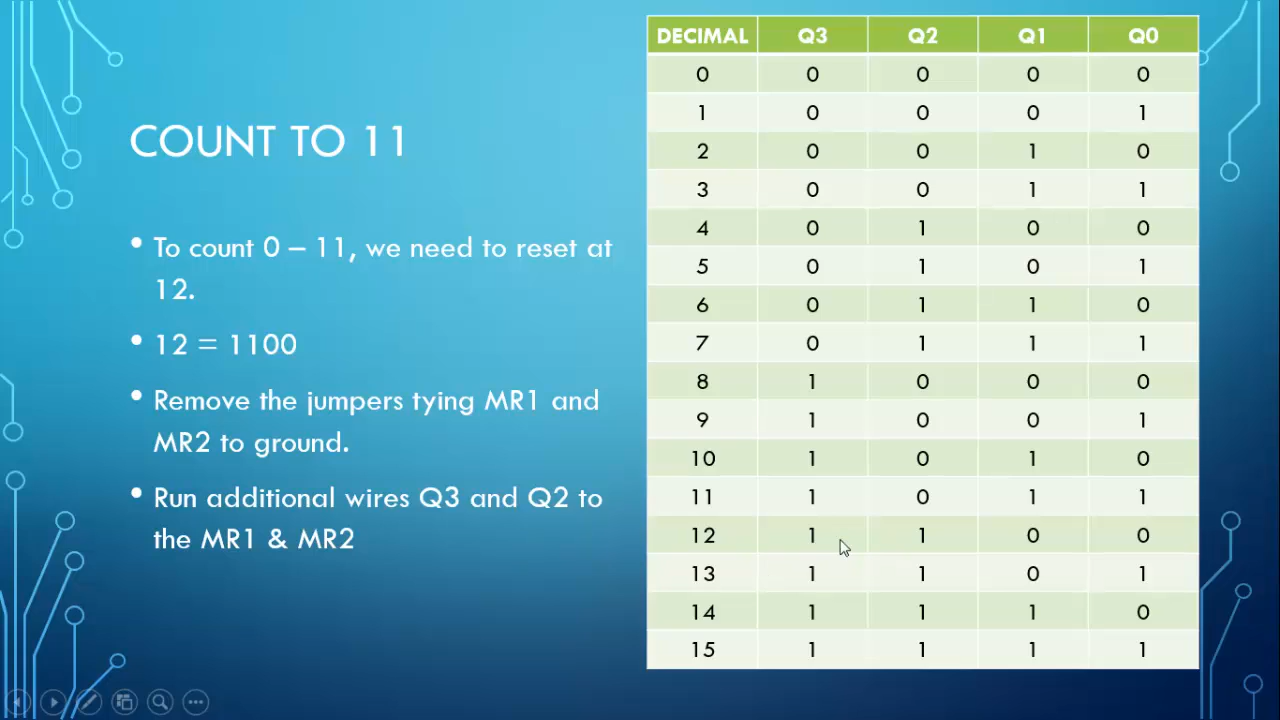 COUNT TO 11
• To count 0 – 11, we need to reset at
12.
• 12 = 1100
• Remove the jumpers tying MR1 and
MR2 to ground.
• Run additional wires Q3 and Q2 to
the MR1 & MR2
DECIMAL Q3 Q2 Q1 Q0
0 0 0 0 0
1 0 0 0 1
2 0 0 1 0
3 0 0 1 1
4 0 1 0 0
5 0 1 0 1
6 0 1 1 0
7 0 1 1 1
8 1 0 0 0
9 1 0 0 1
10 1 0 1 0
11 1 0 1 1
12 1 1 0 0
13 1 1 0 1
14 1 1 1 0
15 1 1 1 1